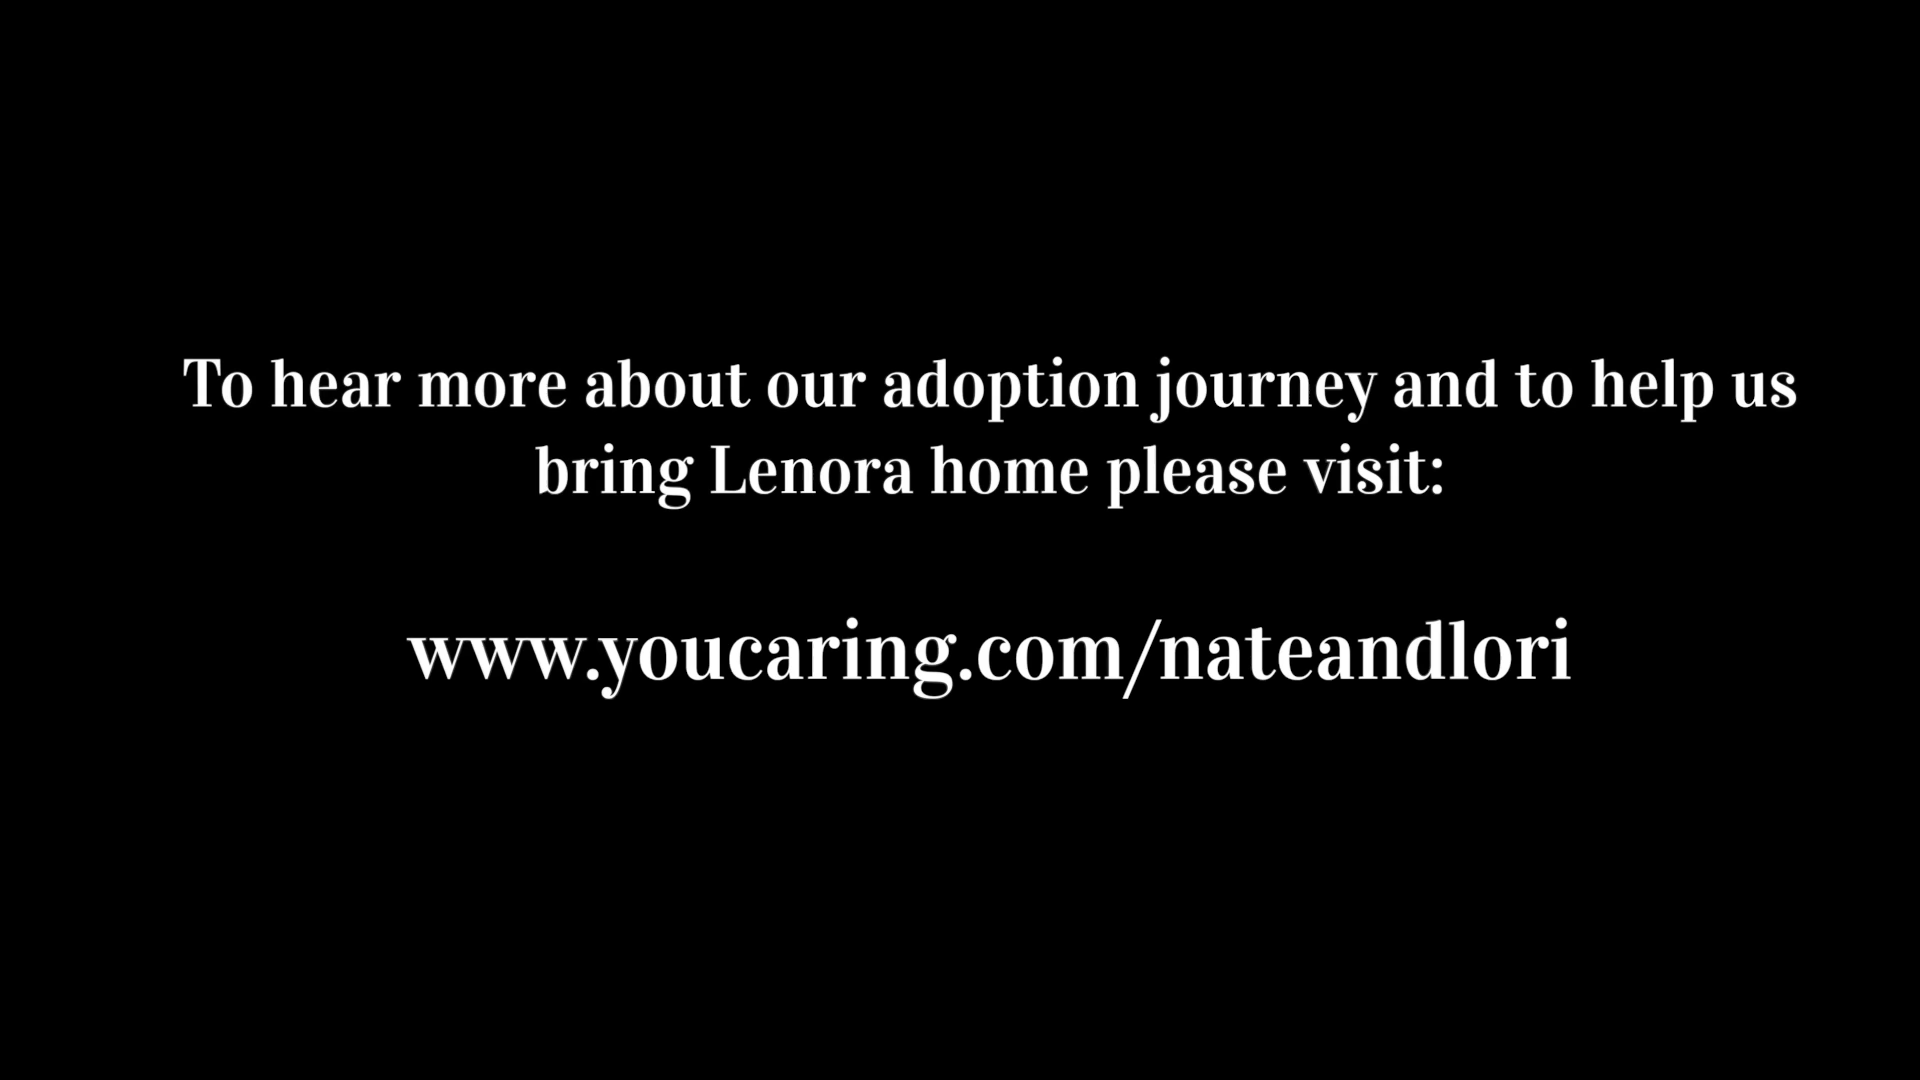 To hear more about our adoption journey and to help us
bring Lenora home please visit:
www.youcaring.com/nateandlori